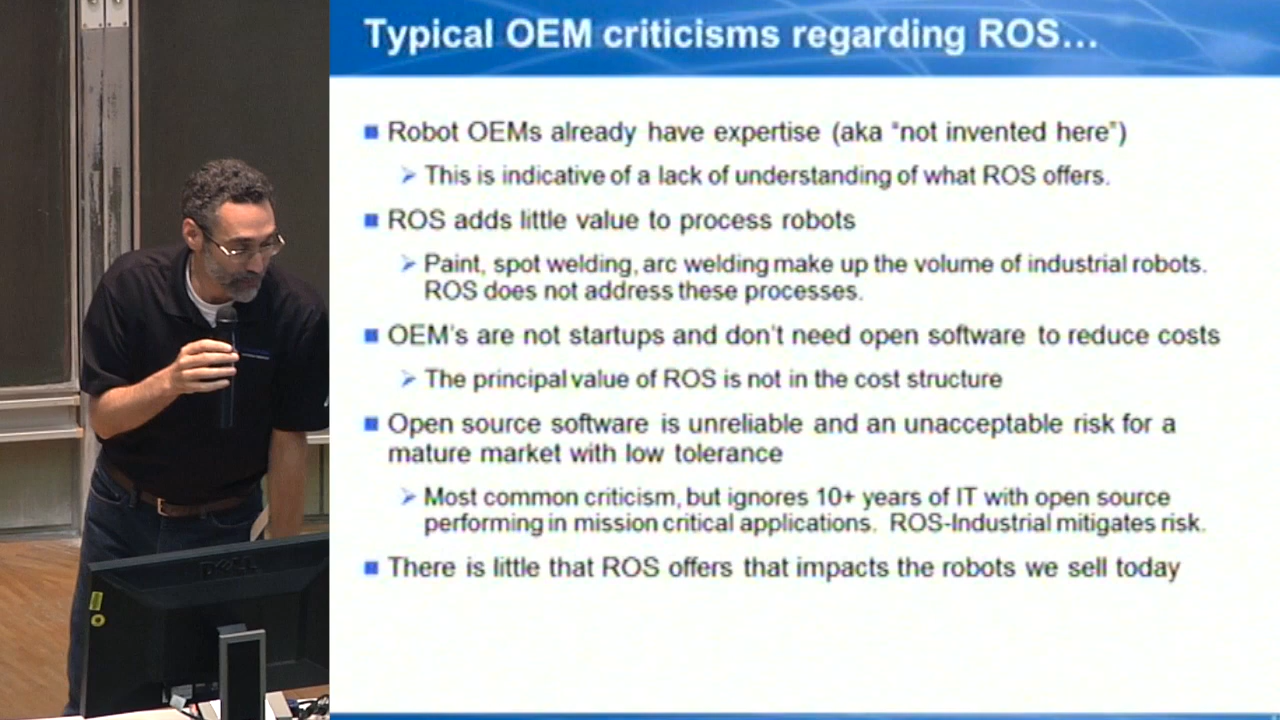 Typical OEM criticisms regarding ROS...
Robot OEMs already have expertise (aka "not invented here")
This is indicative of a lack of understanding of what ROS offers.
ROS adds little value to process robots
Paint, spot welding, arc welding make up the volume of industrial robots.
ROS does not address these processes.
OEM's are not startups and don't need open software to reduce costs
The principal value of ROS is not in the cost structure
Open source software is unreliable and an unacceptable risk for a
mature market with low tolerance
Most common criticism, but ignores 10+ years of IT with open source
performing in mission critical applications. ROS-Industrial mitigates risk.
There is little that ROS offers that impacts the robots we sell today
DELL